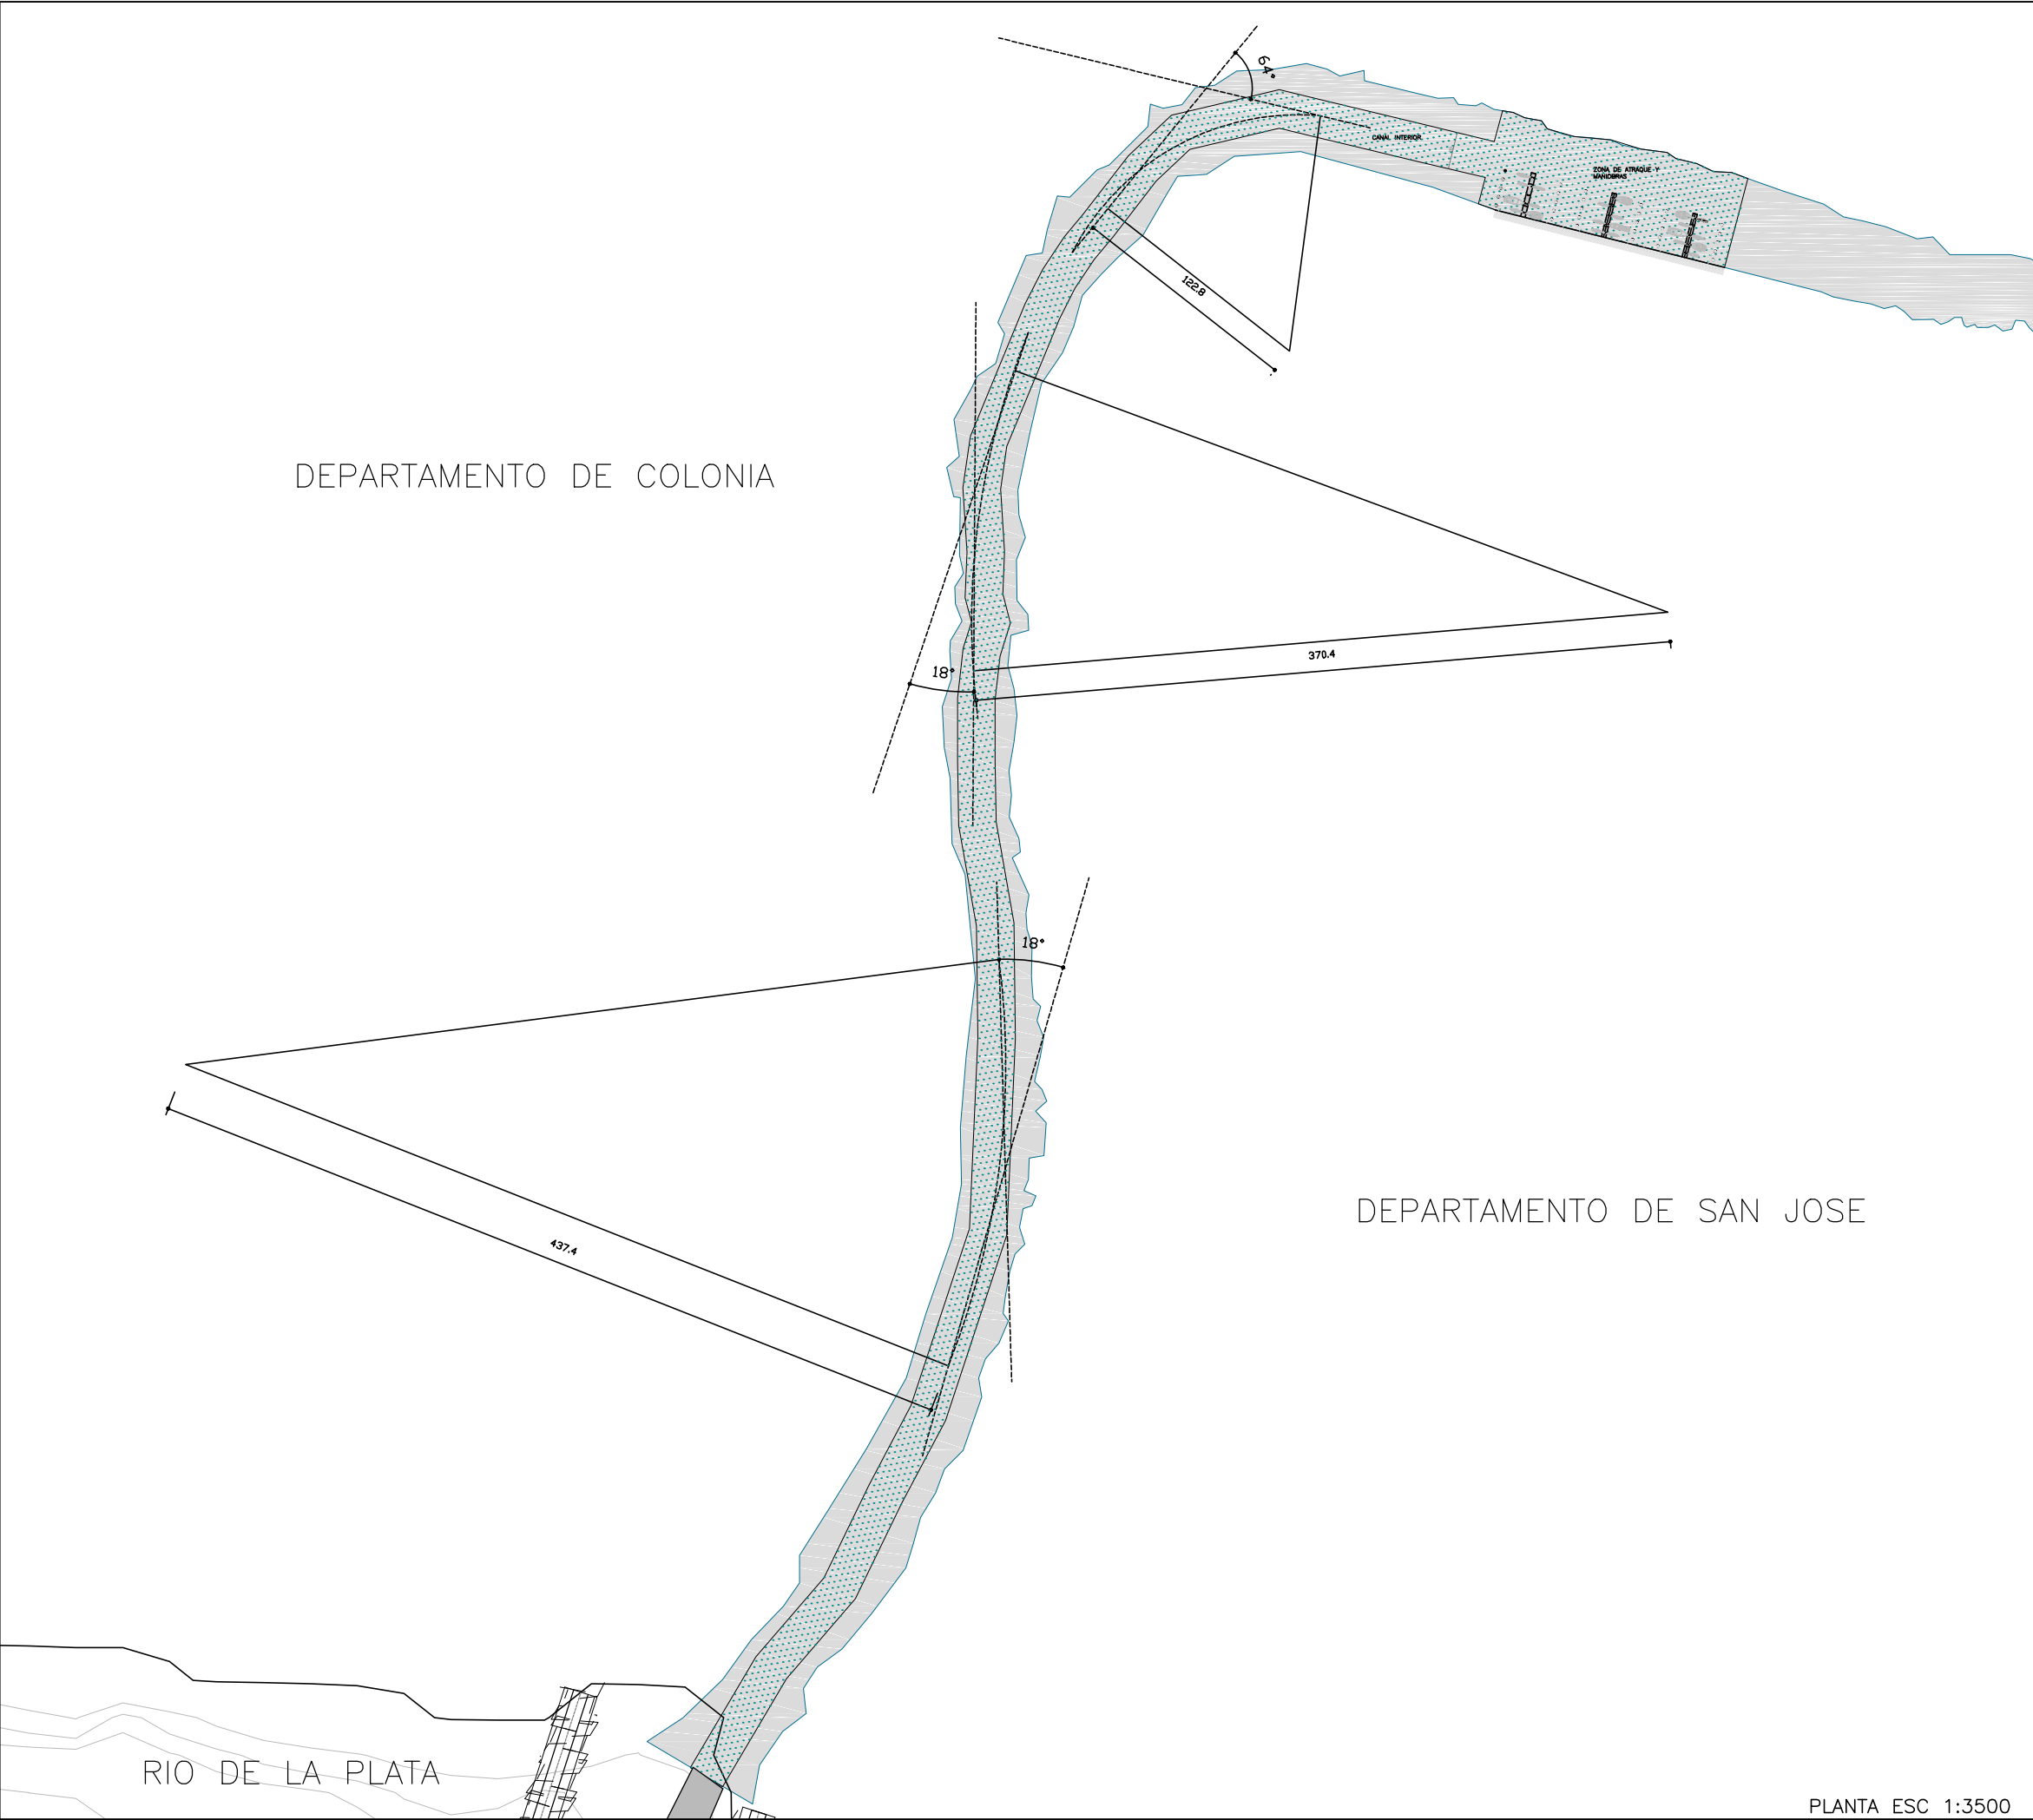 64°
CANAL INTERIOR
ZONA DE ATRAQUE Y
MANIOBRAS
122.8
DEPARTAMENTO DE COLONIA
370.4
18°
18°
DEPARTAMENTO DE SAN JOSE
437.4
RIO DE LA PLATA
PLANTA ESC 1:3500